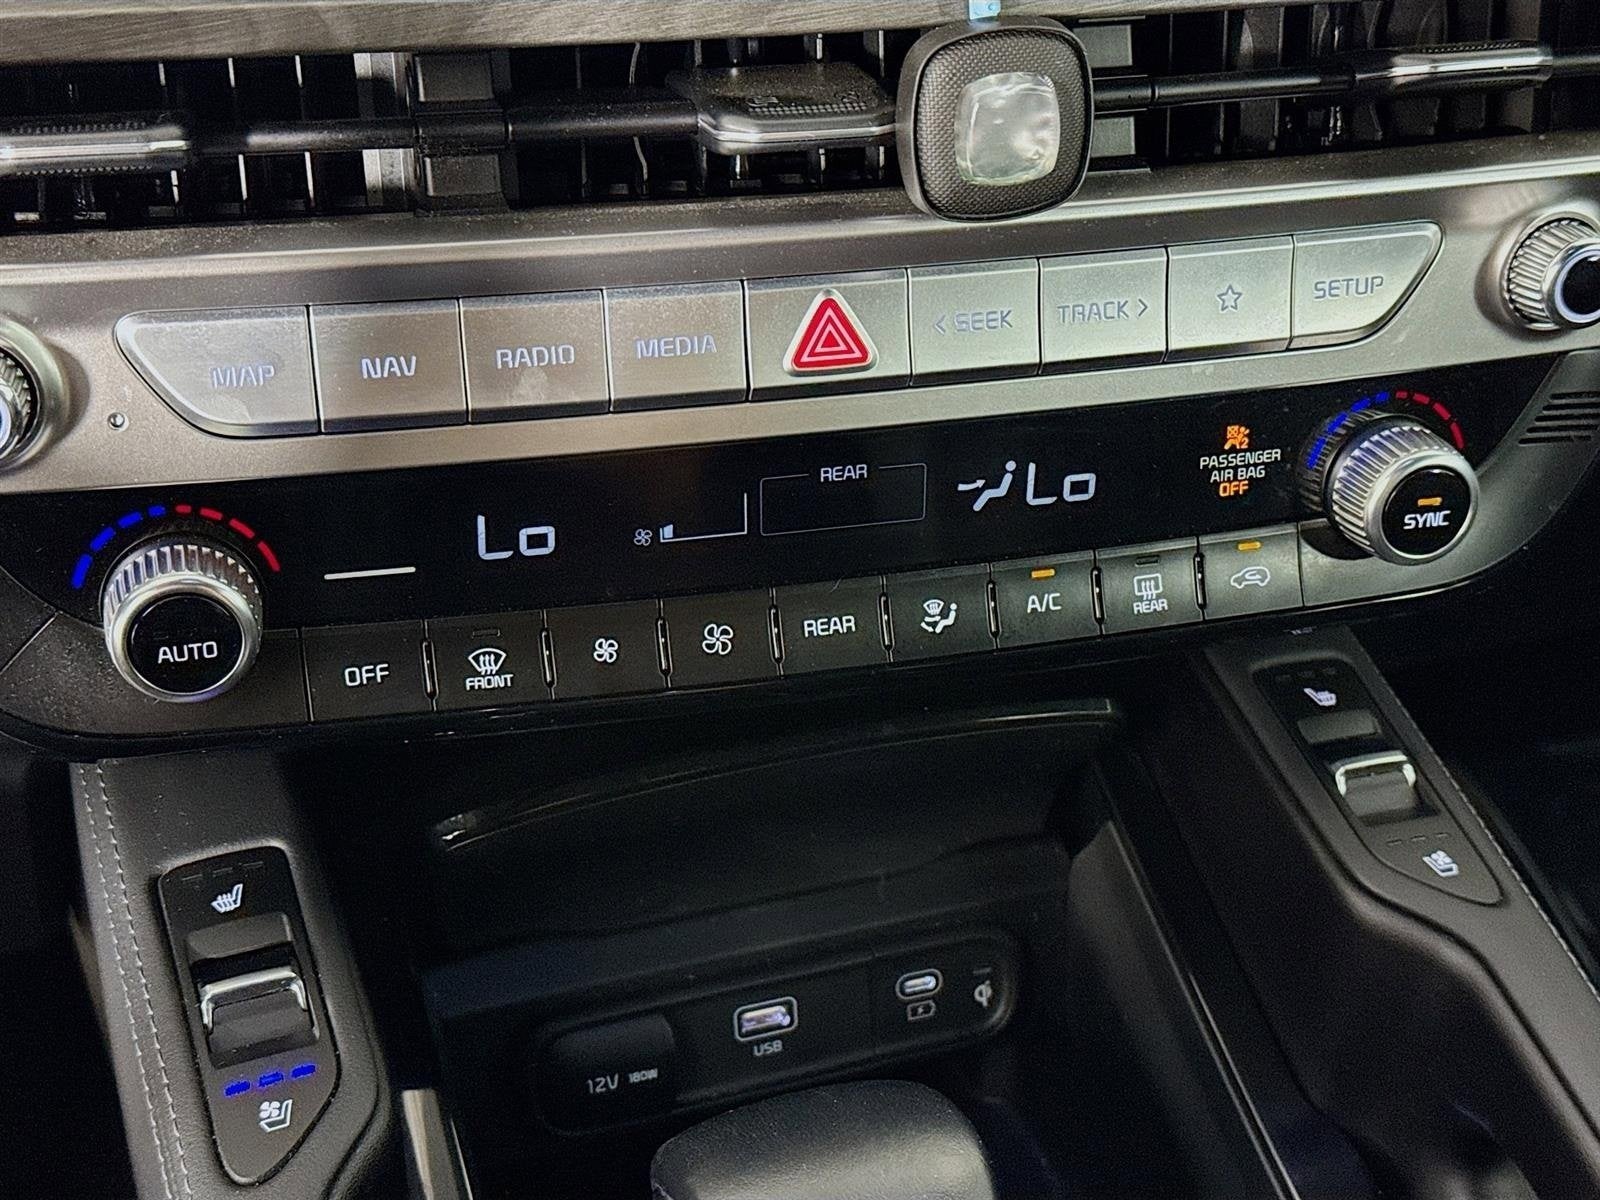 MAP
NAV
RADIO
MEDIA
< SEEK
TRACK >
SETUP
Lo
REAR
Lo
2
PASSENGER
AIR BAG
OFF
SYNC
AUTO
OFF
FRONT
REAR
A/C
REAR
12V 180W
USB